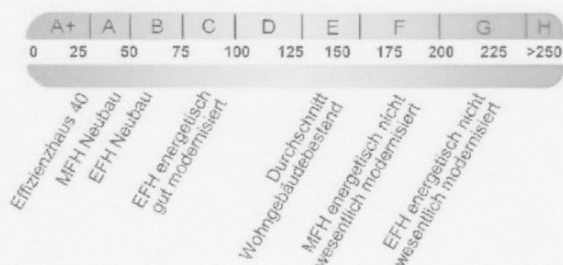 A+ A B C D E F G H
0 25 50 75 100 125 150 175 200 225 >250
Effizienzhaus 40
MFH Neubau
EFH Neubau
EFH energetisch
gut modernisiert
Durchschnitt
Wohngebäudebestand
MFH energetisch nicht
wesentlich modernisiert
EFH energetisch nicht
wesentlich modernisiert